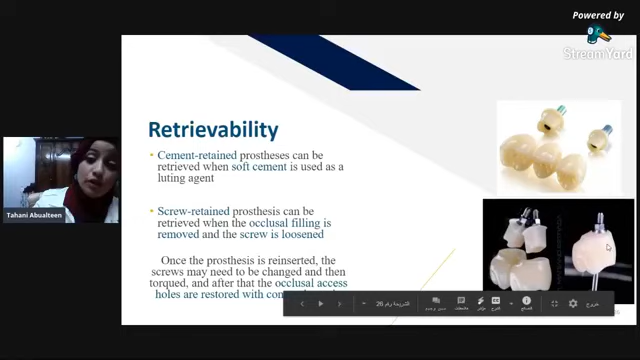 Powered by
StreamYard
Retrievability
• Cement-retained prostheses can be
retrieved when soft cement is used as a
luting agent
• Screw-retained prosthesis can be
retrieved when the occlusal filling is
removed and the screw is loosened
Once the prosthesis is reinserted, the
screws may need to be changed and then
torqued, and after that the occlusal access
holes are restored with
Tahani Abualteen
الشريحة رقم 26
خروج